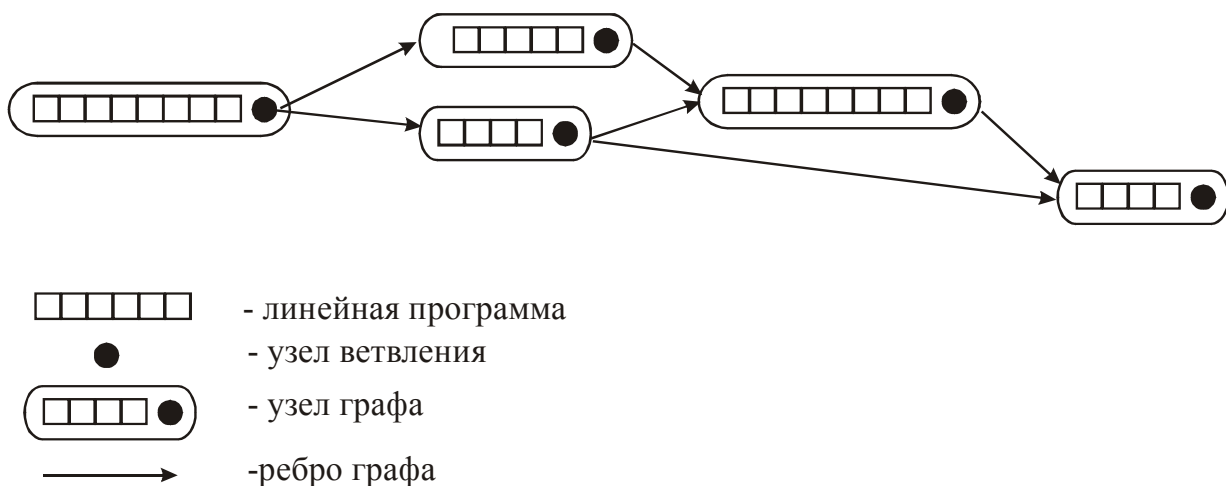 - линейная программа
- узел ветвления
- узел графа
-ребро графа